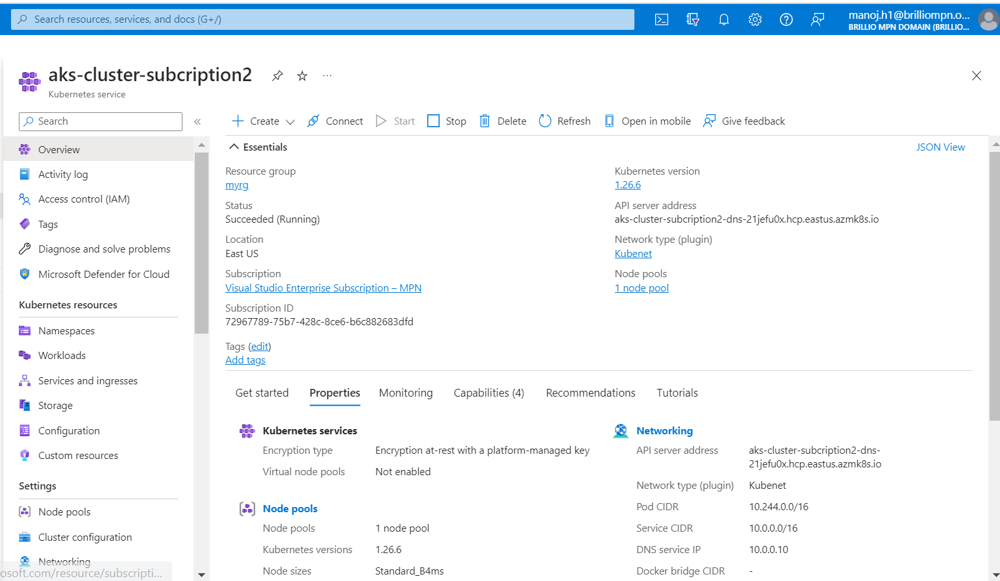 Search resources, services, and docs (G+/)
manoj.h1@brilliompn.o...
BRILLIO MPN DOMAIN (BRILLIO...
aks-cluster-subcription2
...
Kubernetes service
Search
«
Create
Connect
Start
Stop
Delete
Refresh
Open in mobile
Give feedback
Overview
Activity log
Access control (IAM)
Tags
Diagnose and solve problems
Microsoft Defender for Cloud
Kubernetes resources
Namespaces
Workloads
Services and ingresses
Storage
Configuration
Custom resources
Settings
Node pools
Cluster configuration
Networking
osoft.com/resource/subscripti...
Essentials
JSON View
Resource group
myrg
Status
Succeeded (Running)
Location
East US
Subscription
Visual Studio Enterprise Subscription – MPN
Subscription ID
72967789-75b7-428c-8ce6-b6c882683dfd
Tags (edit)
Add tags
Kubernetes version
1.26.6
API server address
aks-cluster-subcription2-dns-21jefu0x.hcp.eastus.azmk8s.io
Network type (plugin)
Kubenet
Node pools
1 node pool
Get started
Properties
Monitoring
Capabilities (4)
Recommendations
Tutorials
Kubernetes services
Encryption type Encryption at-rest with a platform-managed key
Virtual node pools Not enabled
Node pools
Node pools 1 node pool
Kubernetes versions 1.26.6
Node sizes Standard_B4ms
Networking
API server address aks-cluster-subcription2-dns-
21jefu0x.hcp.eastus.azmk8s.io
Network type (plugin) Kubenet
Pod CIDR 10.244.0.0/16
Service CIDR 10.0.0.0/16
DNS service IP 10.0.0.10
Docker bridge CIDR -